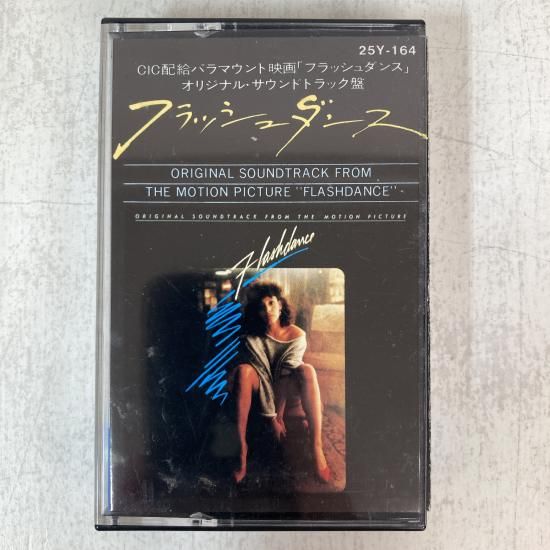 25Y-164
CIC配給パラマウント映画「フラッシュダンス」
オリジナル・サウンドトラック盤
フラッシュダンス
ORIGINAL SOUNDTRACK FROM
THE MOTION PICTURE "FLASHDANCE"
ORIGINAL SOUNDTRACK FROM THE MOTION PICTURE
Flashdance